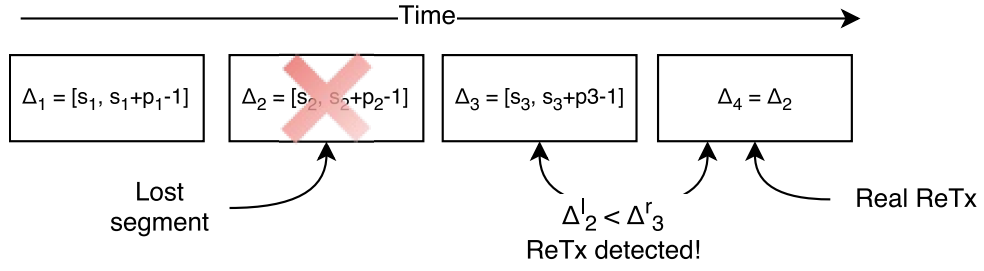 Time
Δ₁ = [s₁, s₁+p₁-1]
Δ₂ = [s₂, s₂+p₂-1]
Δ₃ = [s₃, s₃+p3-1]
Δ₄ = Δ₂
Lost
segment
Δˡ₂ < Δʳ₃
ReTx detected!
Real ReTx